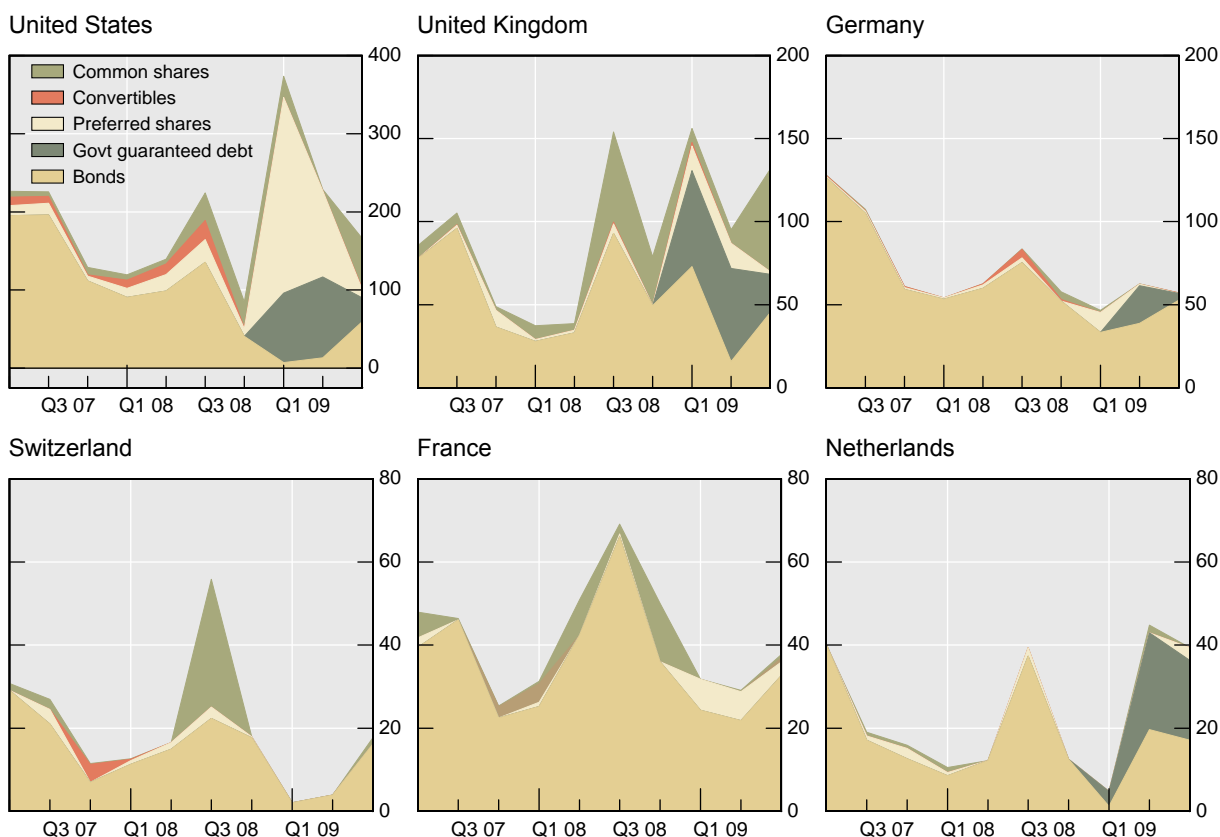 United States
United Kingdom
Germany
Common shares
Convertibles
Preferred shares
Govt guaranteed debt
Bonds
400
300
200
100
0
Q3 07 Q1 08 Q3 08 Q1 09
200
150
100
50
0
Q3 07 Q1 08 Q3 08 Q1 09
200
150
100
50
0
Q3 07 Q1 08 Q3 08 Q1 09
Switzerland
France
Netherlands
80
60
40
20
0
Q3 07 Q1 08 Q3 08 Q1 09
80
60
40
20
0
Q3 07 Q1 08 Q3 08 Q1 09
80
60
40
20
0
Q3 07 Q1 08 Q3 08 Q1 09